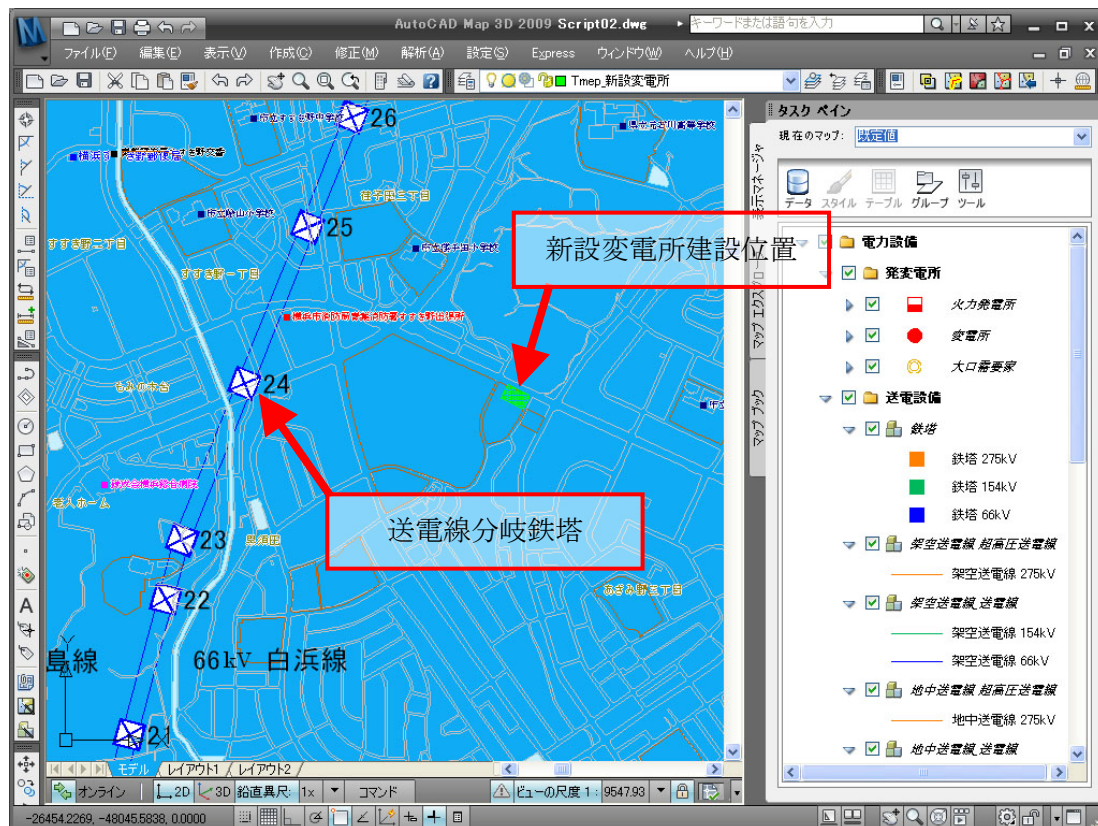 AutoCAD Map 3D 2009 Script02.dwg
キーワードまたは語句を入力
ファイル(F) 編集(E) 表示(V) 作成(C) 修正(M) 解析(A) 設定(S) Express ウィンドウ(W) ヘルプ(H)
Tmep_新設変電所
タスク ペイン
現在のマップ: 既定値
データ スタイル テーブル グループ ツール
マップ ブック
電力設備
発変電所
火力発電所
変電所
大口需要家
送電設備
鉄塔
鉄塔 275kV
鉄塔 154kV
鉄塔 66kV
架空送電線 超高圧送電線
架空送電線 275kV
架空送電線_送電線
架空送電線 154kV
架空送電線 66kV
地中送電線 超高圧送電線
地中送電線 275kV
地中送電線_送電線
26
25
新設変電所建設位置
すすき野二丁目
すすき野一丁目
24
もみの木台
老人ホーム
送電線分岐鉄塔
23
黒須田
あざみ野三丁目
22
島線
66kV 白浜線
21
Y
X
モデル レイアウト1 レイアウト2
オンライン 2D 3D 鉛直異尺: 1x コマンド ビューの尺度 1 : 9547.93
-26454.2269, -48045.5838, 0.0000